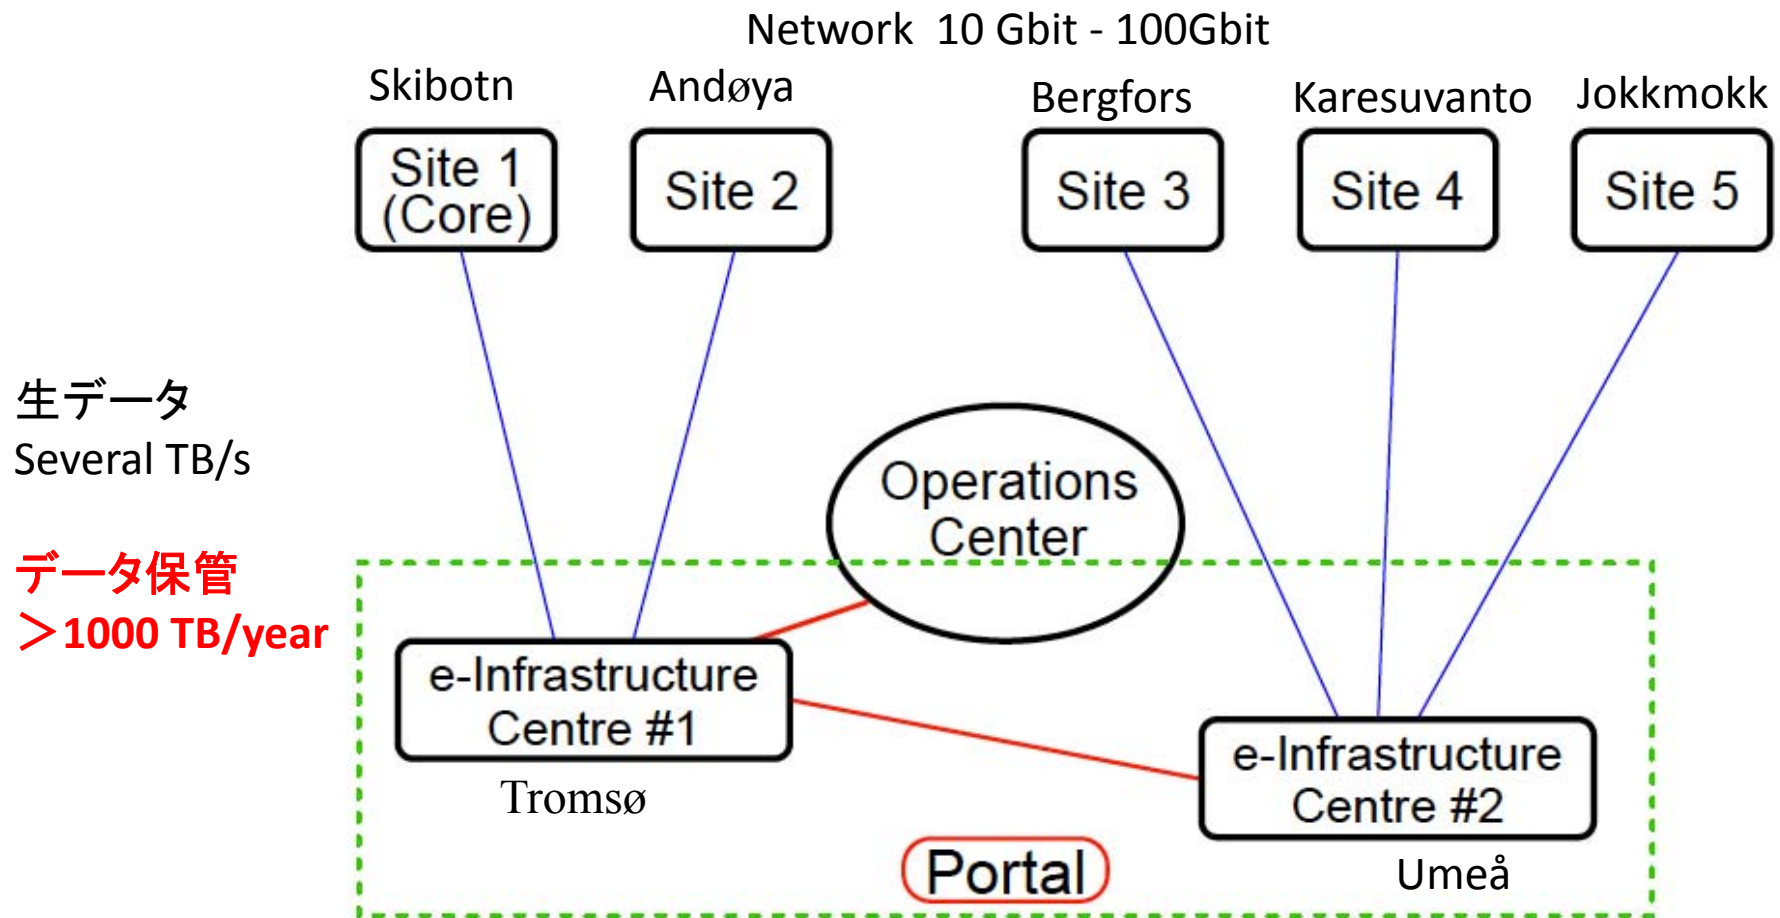 Network 10 Gbit - 100Gbit
Skibotn
Andøya
Bergfors
Karesuvanto
Jokkmokk
Site 1
(Core)
Site 2
Site 3
Site 4
Site 5
生データ
Several TB/s
Operations
Center
データ保管
＞1000 TB/year
e-Infrastructure
Centre #1
Tromsø
e-Infrastructure
Centre #2
Umeå
Portal